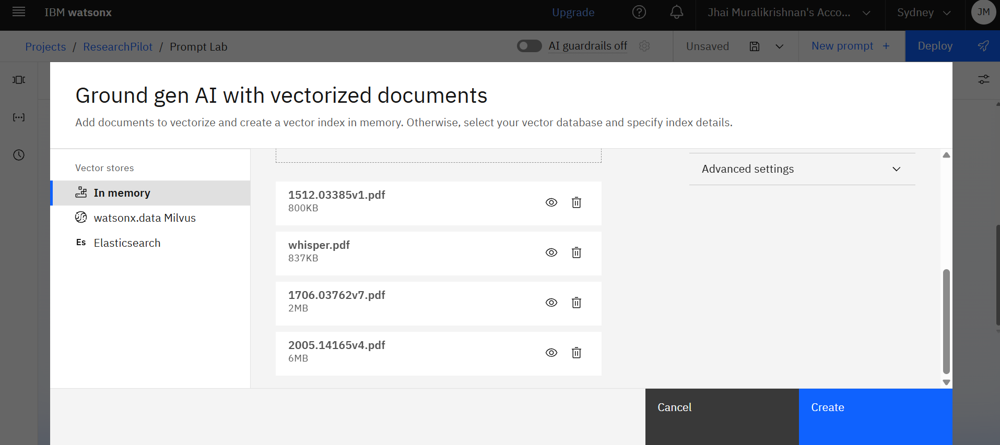 IBM watsonx
Upgrade
Jhai Muralikrishnan's Acco...
Sydney
JM
Projects / ResearchPilot / Prompt Lab
AI guardrails off
Unsaved
New prompt +
Deploy
Ground gen AI with vectorized documents
Add documents to vectorize and create a vector index in memory. Otherwise, select your vector database and specify index details.
Vector stores
In memory
watsonx.data Milvus
Es Elasticsearch
1512.03385v1.pdf
800KB
whisper.pdf
837KB
1706.03762v7.pdf
2MB
2005.14165v4.pdf
6MB
Advanced settings
Cancel
Create